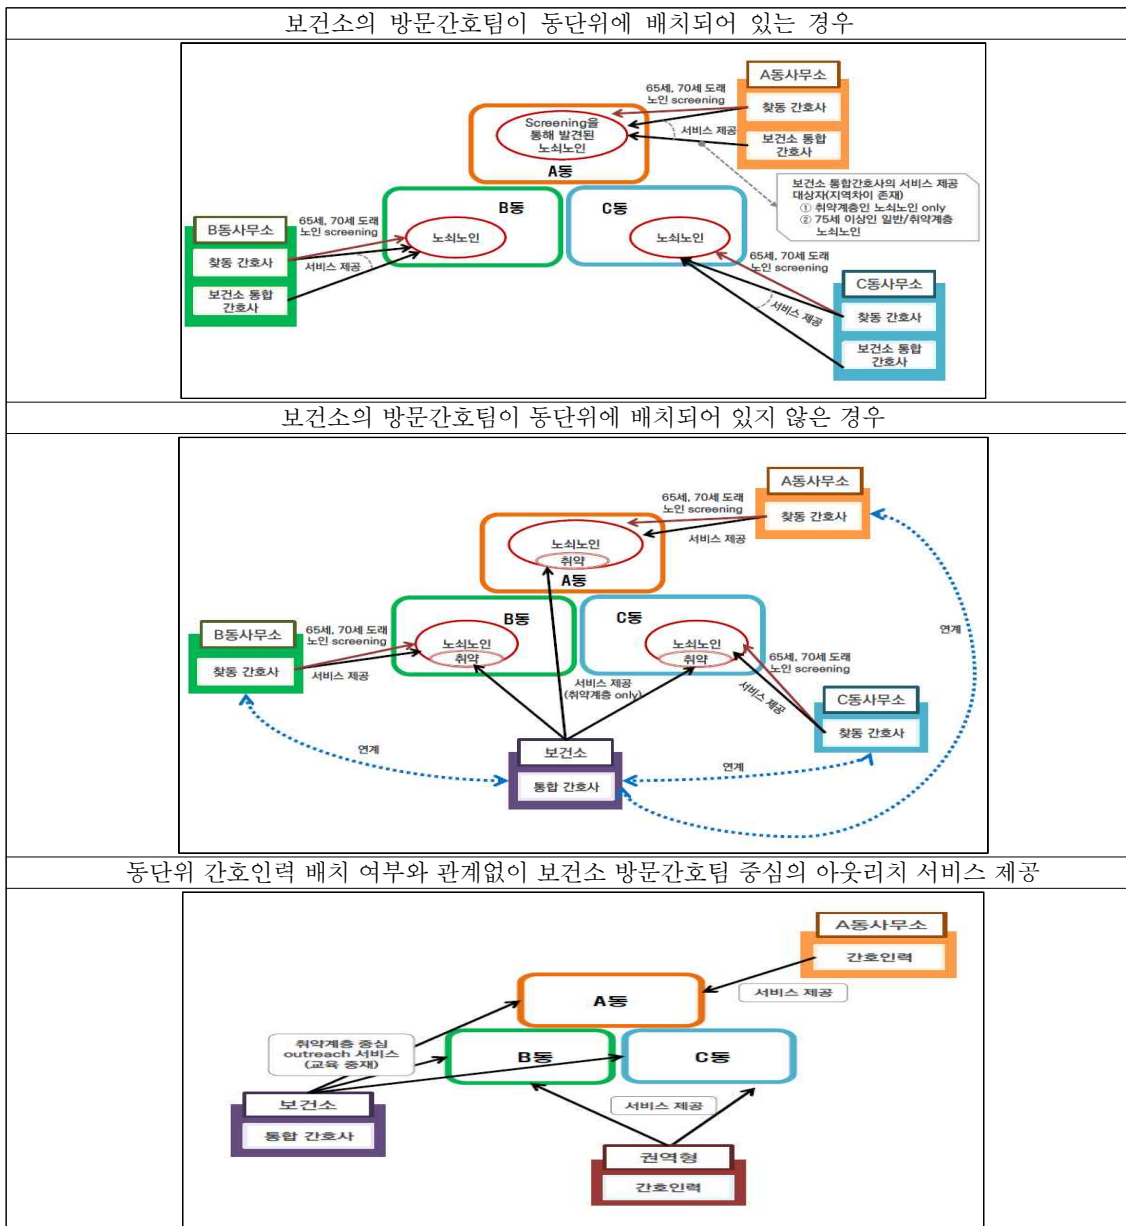 보건소의 방문간호팀이 동단위에 배치되어 있는 경우
A동사무소
찾동 간호사
보건소 통합
간호사
65세, 70세 도래
노인 screening
서비스 제공
Screening을
통해 발견된
노쇠노인
A동
보건소 통합간호사의 서비스 제공
대상자(지역차이 존재)
① 취약계층인 노쇠노인 only
② 75세 이상인 일반/취약계층
노쇠노인
B동
노쇠노인
C동
노쇠노인
B동사무소
찾동 간호사
보건소 통합
간호사
65세, 70세 도래
노인 screening
서비스 제공
65세, 70세 도래
노인 screening
서비스 제공
C동사무소
찾동 간호사
보건소 통합
간호사
보건소의 방문간호팀이 동단위에 배치되어 있지 않은 경우
A동사무소
찾동 간호사
65세, 70세 도래
노인 screening
서비스 제공
노쇠노인
취약
A동
B동
노쇠노인
취약
C동
노쇠노인
취약
B동사무소
찾동 간호사
65세, 70세 도래
노인 screening
서비스 제공
서비스 제공
(취약계층 only)
65세, 70세 도래
노인 screening
서비스 제공
C동사무소
찾동 간호사
연계
연계
연계
보건소
통합 간호사
동단위 간호인력 배치 여부와 관계없이 보건소 방문간호팀 중심의 아웃리치 서비스 제공
A동사무소
간호인력
서비스 제공
A동
B동
C동
취약계층 중심
outreach 서비스
(교육 중재)
보건소
통합 간호사
서비스 제공
권역형
간호인력